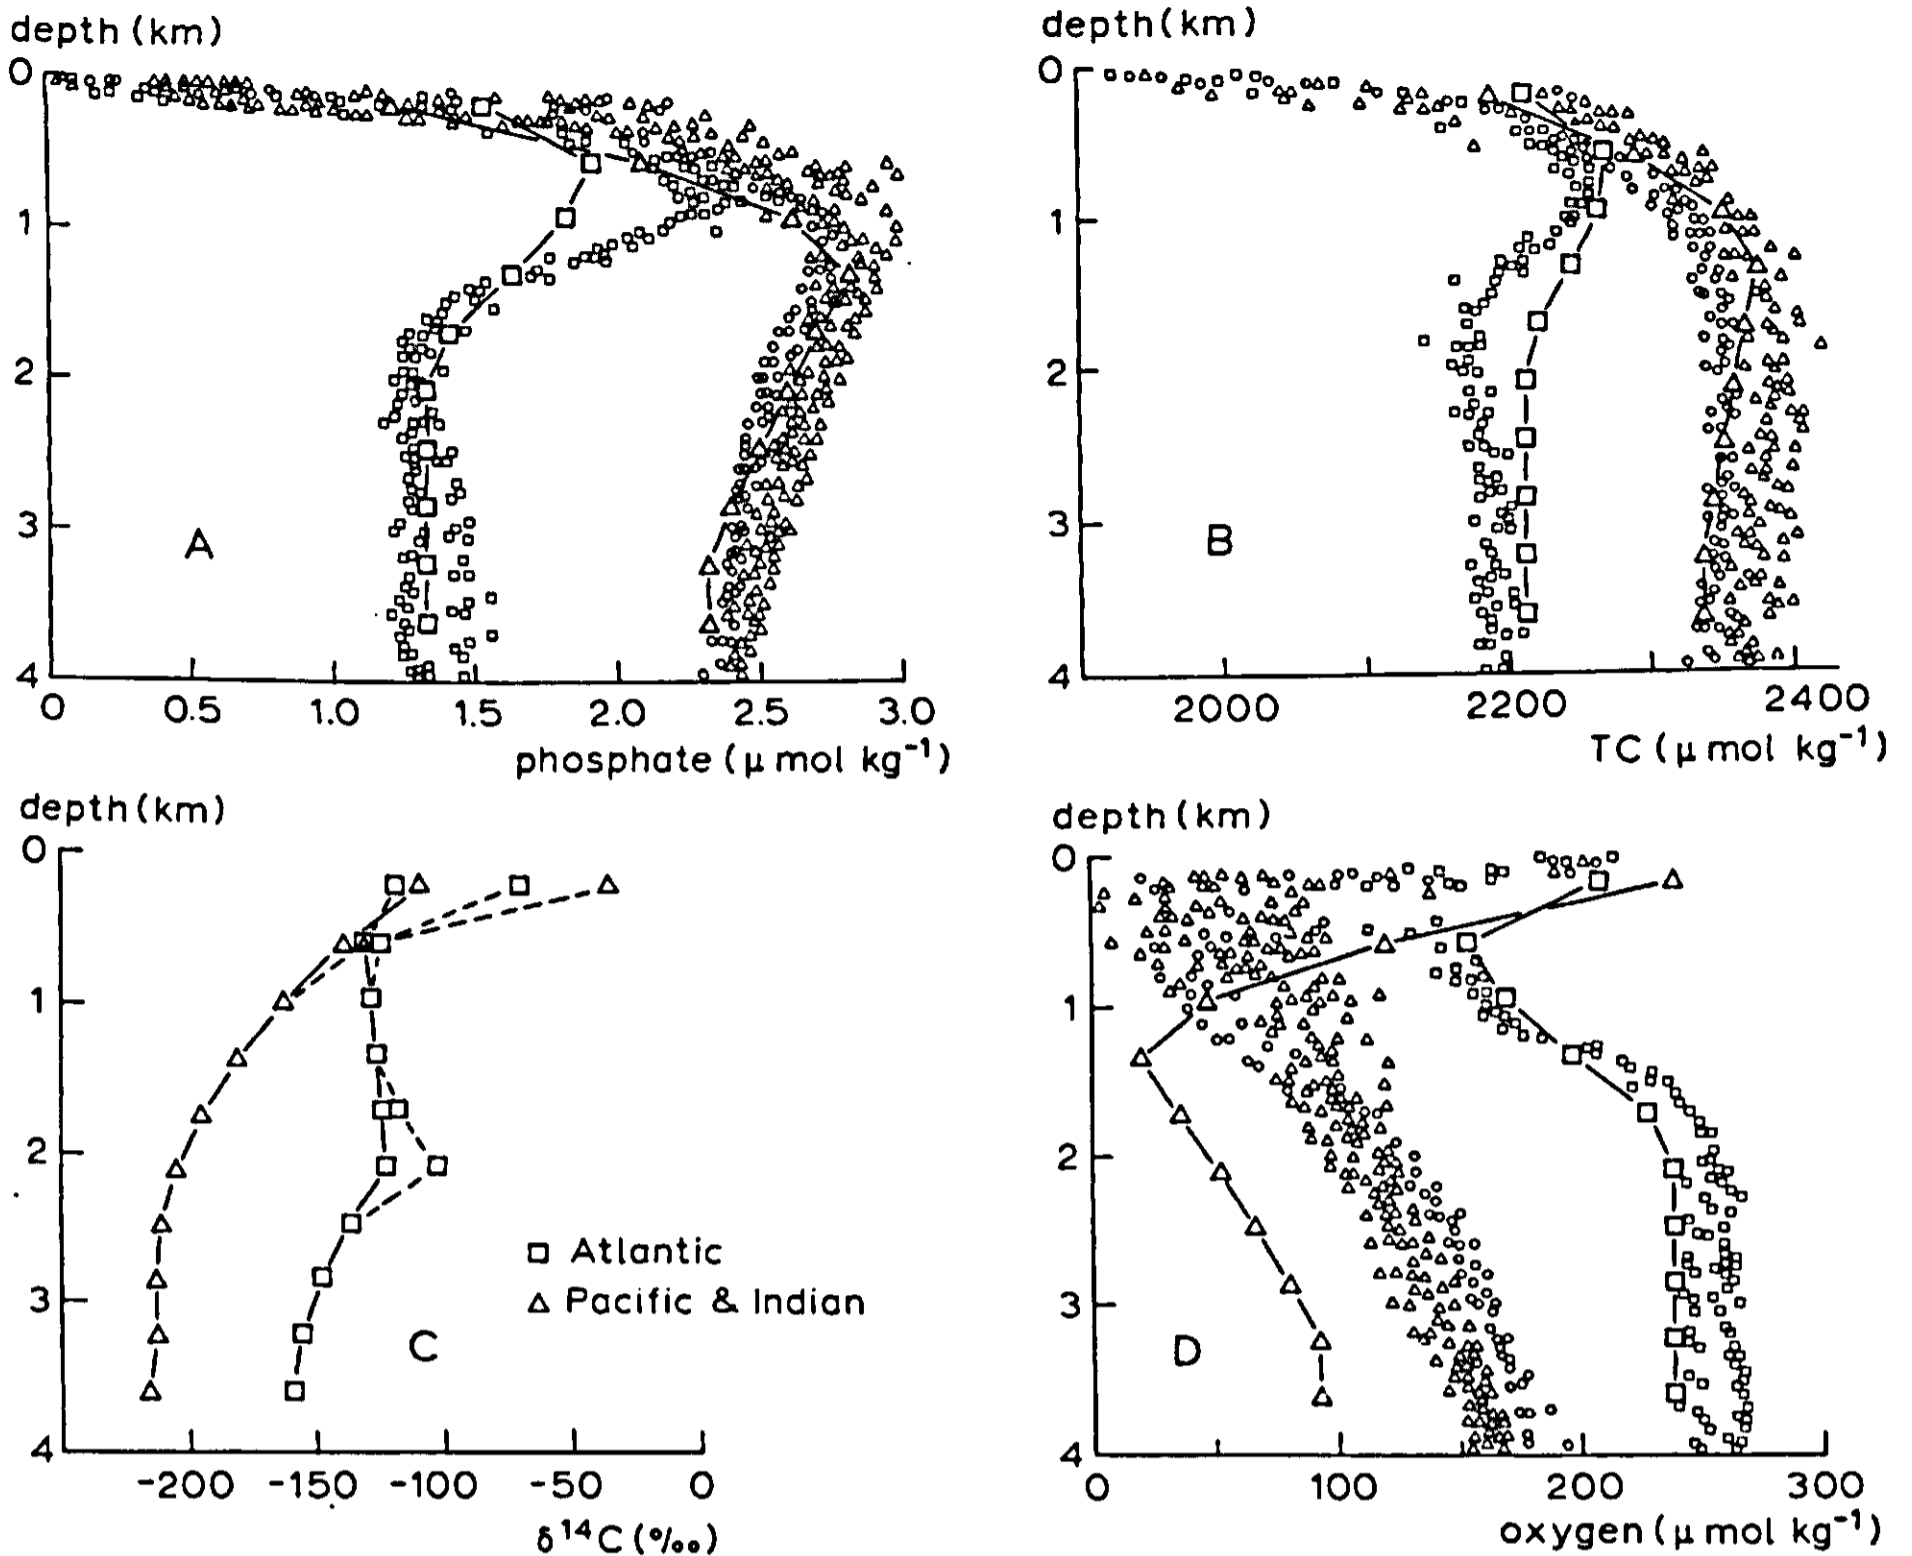 depth (km)
0
1
2
3
4
A
0 0.5 1.0 1.5 2.0 2.5 3.0
phosphate (μ mol kg⁻¹)
depth (km)
0
1
2
3
4
B
2000 2200 2400
TC (μ mol kg⁻¹)
depth (km)
0
1
2
3
4
□ Atlantic
△ Pacific & Indian
C
-200 -150 -100 -50 0
δ¹⁴C (‰)
depth (km)
0
1
2
3
4
D
0 100 200 300
oxygen (μ mol kg⁻¹)